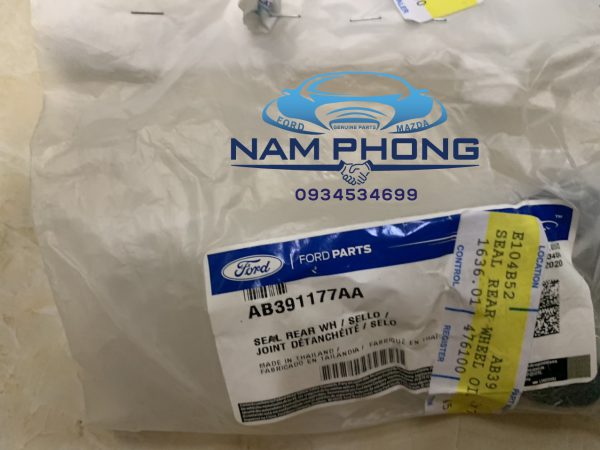 FORD
GENUINE PARTS
MAZDA
NAM PHONG
0934534699
Ford
FORD PARTS
AB391177AA
SEAL REAR WH / SELLO /
JOINT DÉTANCHÉITÉ / SELO
MADE IN THAILAND / FABRIQUÉ EN
FABRICADO EN TAILANDIA /
2020
LOCATION
E104B52 AB39
SEAL REAR WHEEL
1636.01 476100
CONTROL
REGISTER